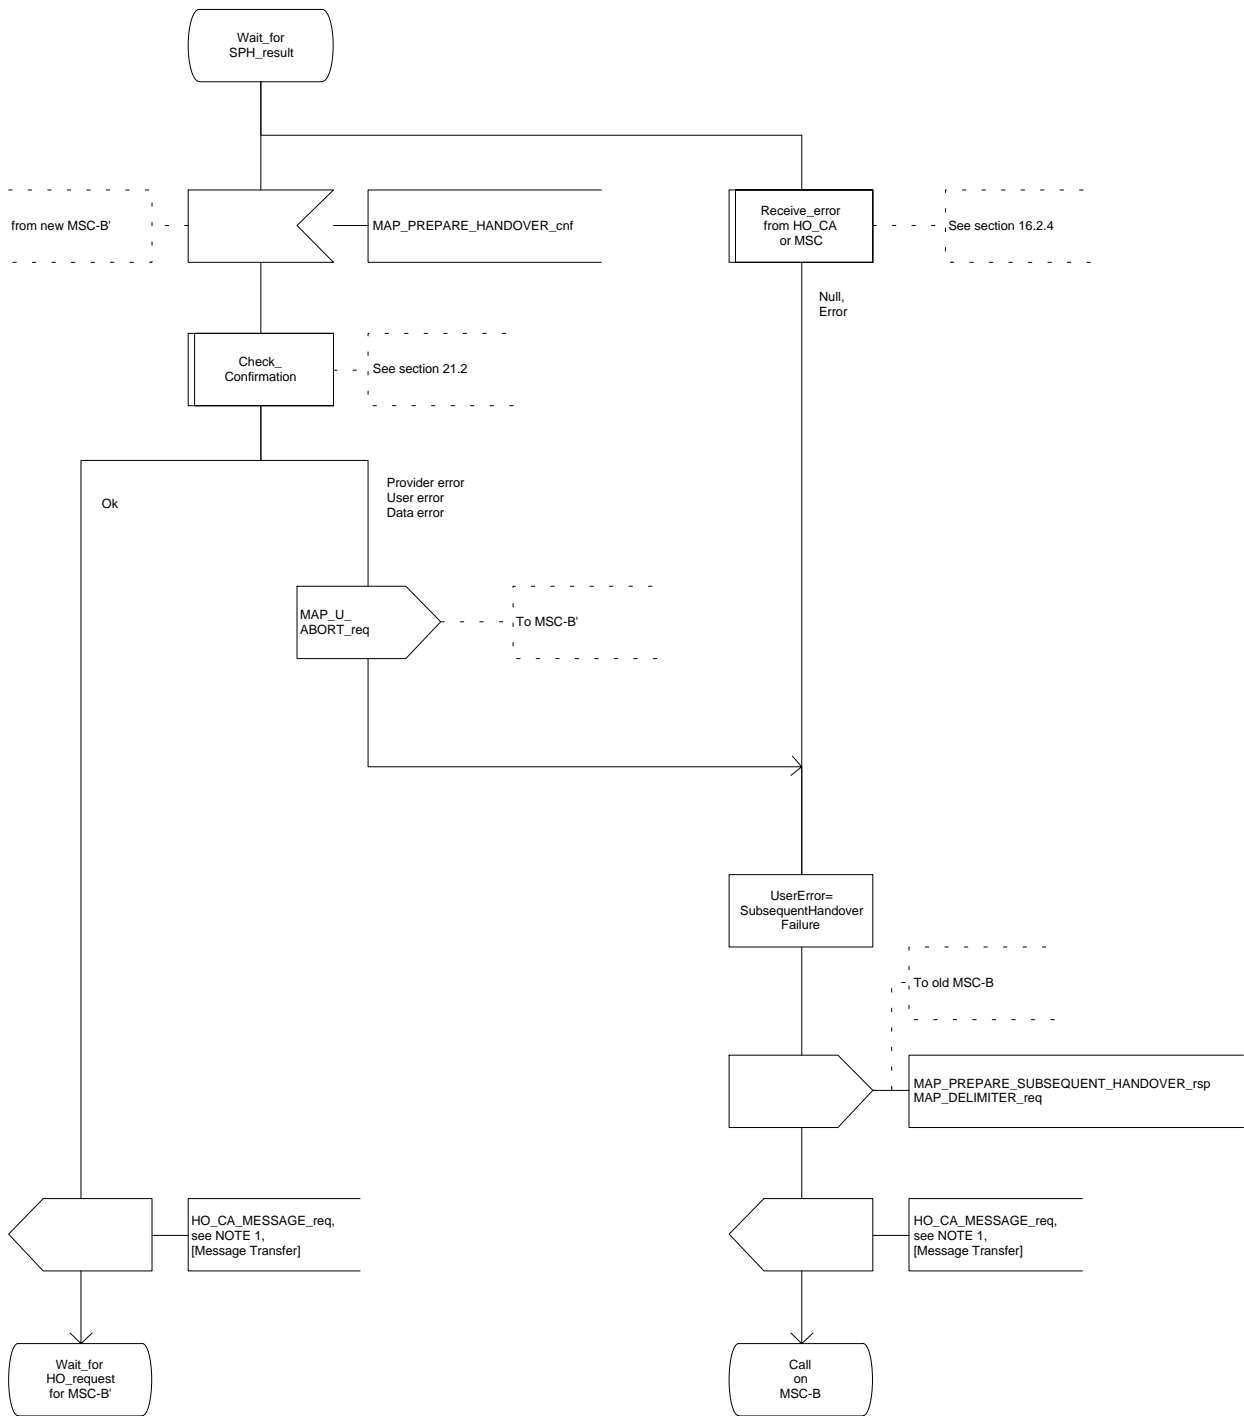 Wait_for
SPH_result
from new MSC-B'
MAP_PREPARE_HANDOVER_cnf
Receive_error
from HO_CA
or MSC
See section 16.2.4
Null,
Error
Check_
Confirmation
See section 21.2
Ok
Provider error
User error
Data error
MAP_U_
ABORT_req
To MSC-B'
UserError=
SubsequentHandover
Failure
To old MSC-B
MAP_PREPARE_SUBSEQUENT_HANDOVER_rsp
MAP_DELIMITER_req
HO_CA_MESSAGE_req,
see NOTE 1,
[Message Transfer]
HO_CA_MESSAGE_req,
see NOTE 1,
[Message Transfer]
Wait_for
HO_request
for MSC-B'
Call
on
MSC-B